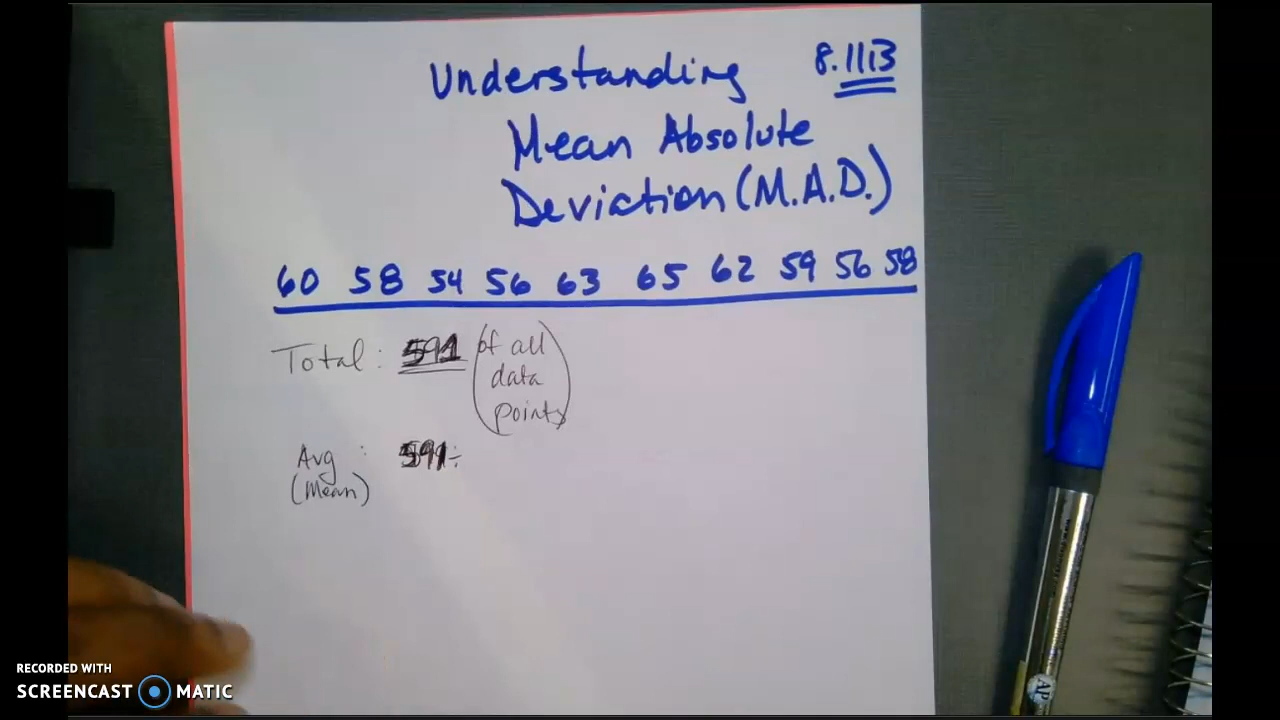 Understanding 8.11B
Mean Absolute
Deviation (M.A.D.)
60 58 54 56 63 65 62 59 56 58
Total: 591 (of all
data
points)
Avg : 591÷
(Mean)
AP
RECORDED WITH
SCREENCAST MATIC